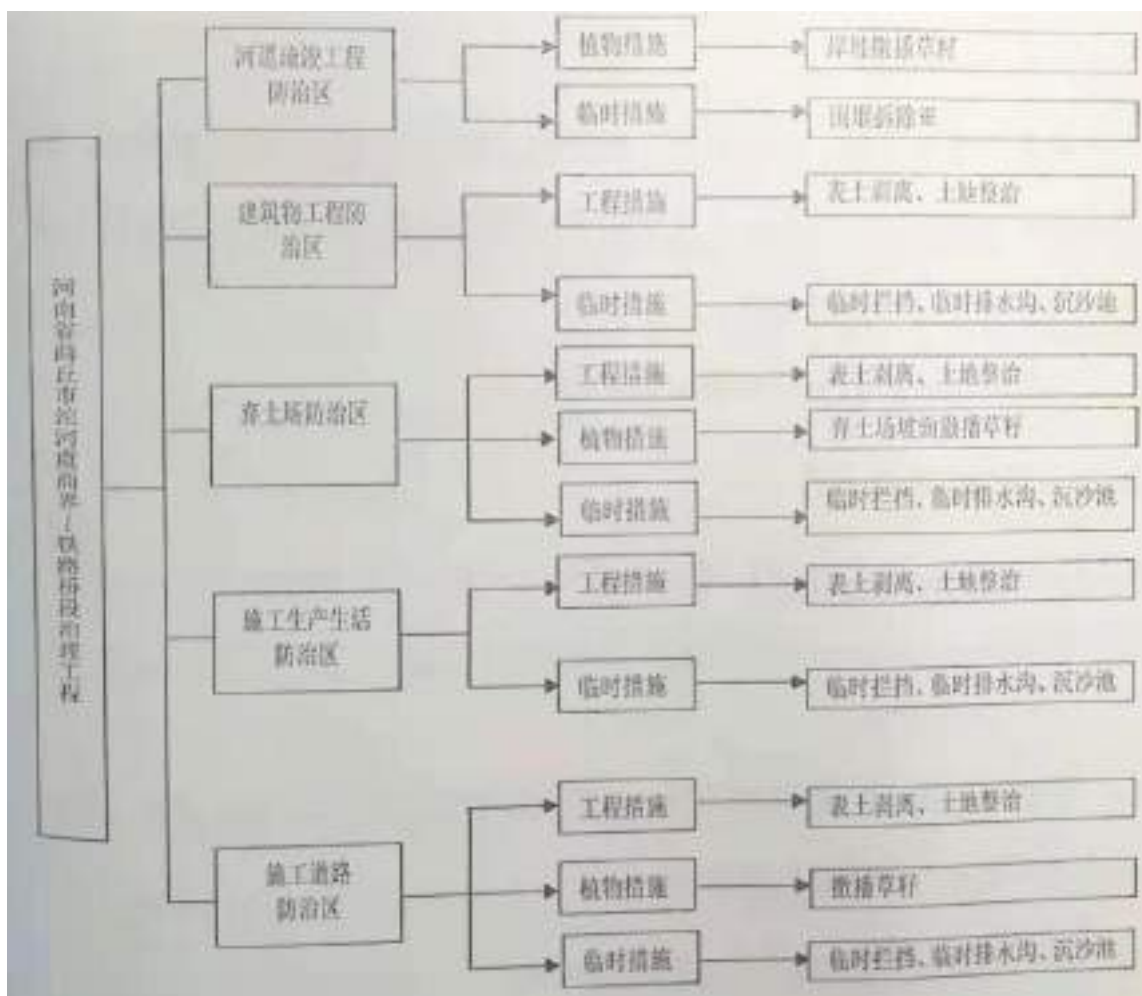 河南省商丘市沱河虞商界～铁路桥段治理工程
河道疏浚工程
防治区
植物措施
岸坡撒播草籽
临时措施
围堰拆除
建筑物工程防
治区
工程措施
表土剥离、土地整治
临时措施
临时拦挡、临时排水沟、沉沙池
弃土场防治区
工程措施
表土剥离、土地整治
植物措施
弃土场坡面散播草籽
临时措施
临时拦挡、临时排水沟、沉沙池
施工生产生活
防治区
工程措施
表土剥离、土地整治
临时措施
临时拦挡、临时排水沟、沉沙池
施工道路
防治区
工程措施
表土剥离、土地整治
植物措施
撒播草籽
临时措施
临时拦挡、临时排水沟、沉沙池